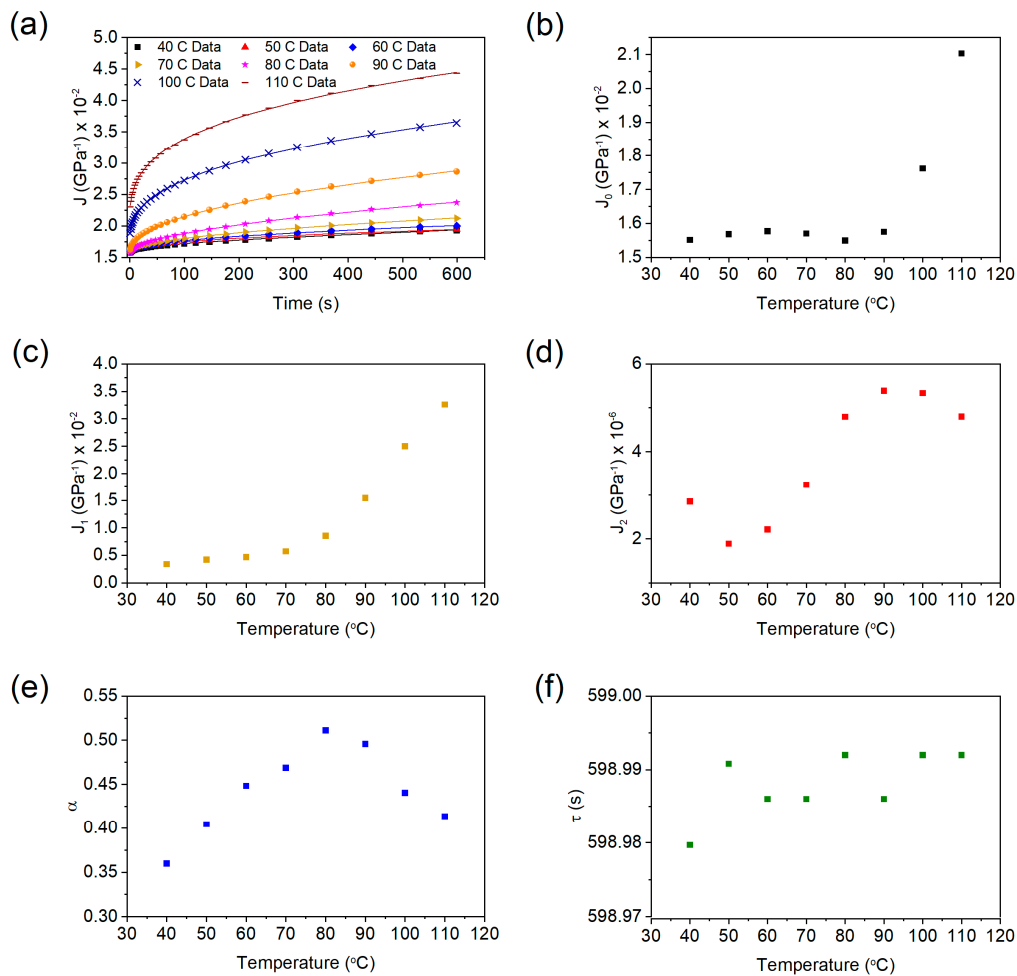 (a)
J (GPa⁻¹) x 10⁻²
5.0
4.5
4.0
3.5
3.0
2.5
2.0
1.5
40 C Data 50 C Data 60 C Data
70 C Data 80 C Data 90 C Data
100 C Data 110 C Data
0 100 200 300 400 500 600
Time (s)
(b)
J₀ (GPa⁻¹) x 10⁻²
2.1
2.0
1.8
1.7
1.5
30 40 50 60 70 80 90 100 110 120
Temperature (°C)
(c)
J₁ (GPa⁻¹) x 10⁻²
4.0
3.5
3.0
2.5
2.0
1.5
1.0
0.5
0.0
30 40 50 60 70 80 90 100 110 120
Temperature (°C)
(d)
J₂ (GPa⁻¹) x 10⁻⁶
6
4
2
30 40 50 60 70 80 90 100 110 120
Temperature (°C)
(e)
α
0.55
0.50
0.45
0.40
0.35
0.30
30 40 50 60 70 80 90 100 110 120
Temperature (°C)
(f)
τ (s)
599.00
598.99
598.98
598.97
30 40 50 60 70 80 90 100 110 120
Temperature (°C)